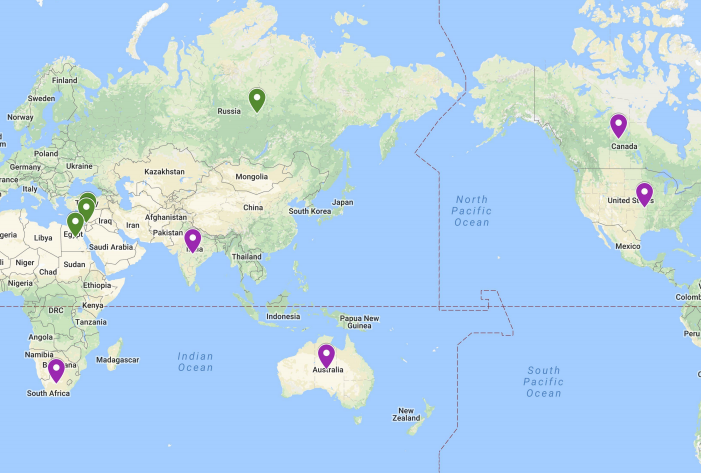 Finland
Sweden
Russia
Norway
Canada
Poland
Germany
Ukraine
Kazakhstan
Mongolia
Italy
United States
Japan
China
South Korea
North
Pacific
Ocean
Afghanistan
Iraq
Iran
Pakistan
Libya
Saudi Arabia
Mexico
Thailand
Niger
Chad
Sudan
Nigeria
Ethiopia
DRC
Kenya
Indonesia
Papua New
Guinea
Tanzania
Angola
Namibia
Madagascar
Indian
Ocean
Australia
South
Pacific
Ocean
South Africa
New
Zealand